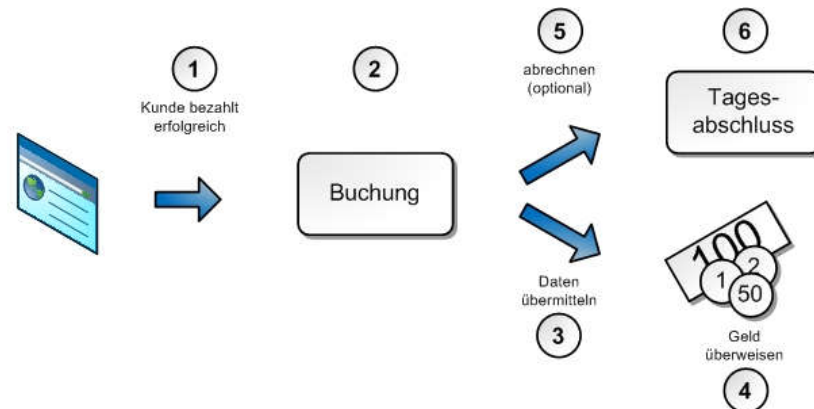 1
Kunde bezahlt
erfolgreich
2
Buchung
Daten
übermitteln
3
100
1
2
50
Geld
überweisen
4
5
abrechnen
(optional)
6
Tages-
abschluss